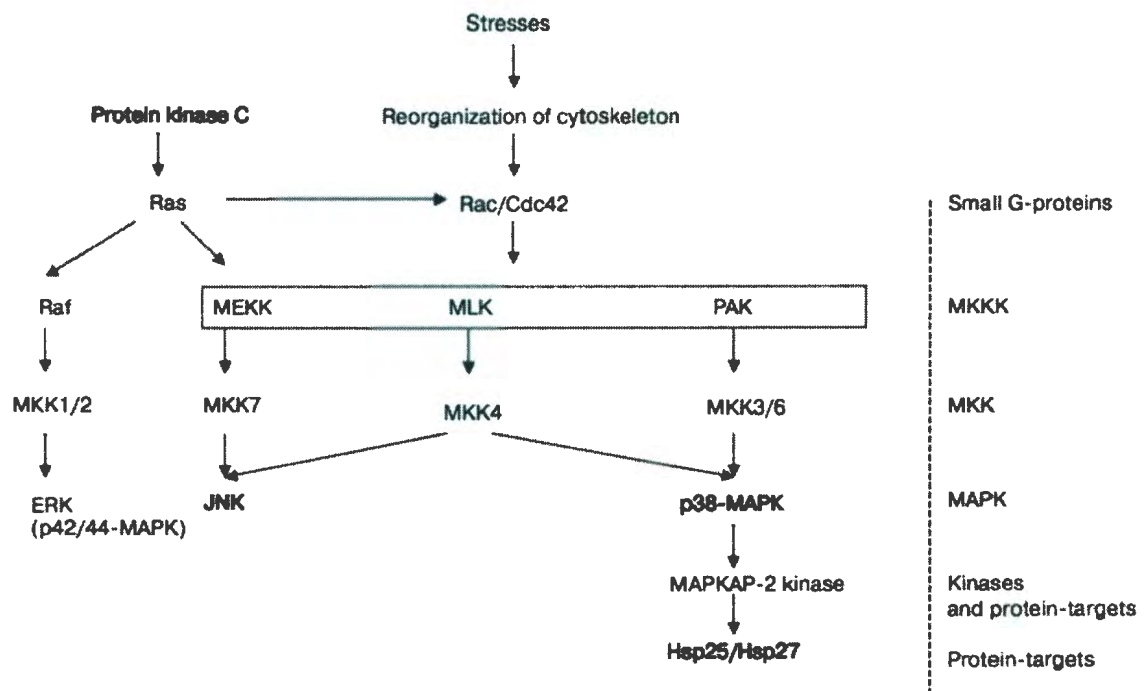 Stresses
Protein kinase C
Reorganization of cytoskeleton
Ras
Rac/Cdc42
Small G-proteins
Raf
MEKK
MLK
PAK
MKKK
MKK1/2
MKK7
MKK4
MKK3/6
MKK
ERK
(p42/44-MAPK)
JNK
p38-MAPK
MAPK
MAPKAP-2 kinase
Kinases
and protein-targets
Hsp25/Hsp27
Protein-targets